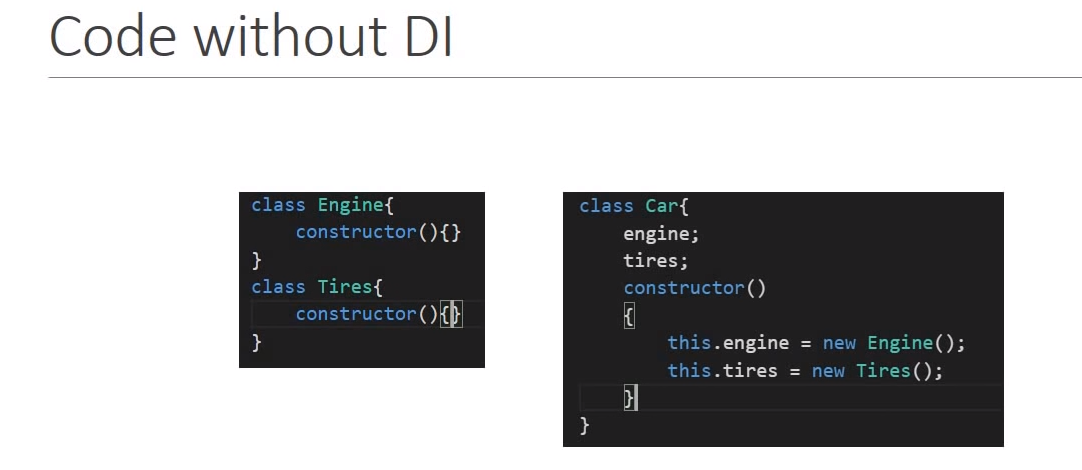 Code without DI
class Engine{
    constructor(){}
}
class Tires{
    constructor(){}
}
class Car{
    engine;
    tires;
    constructor()
    {
        this.engine = new Engine();
        this.tires = new Tires();
    }
}